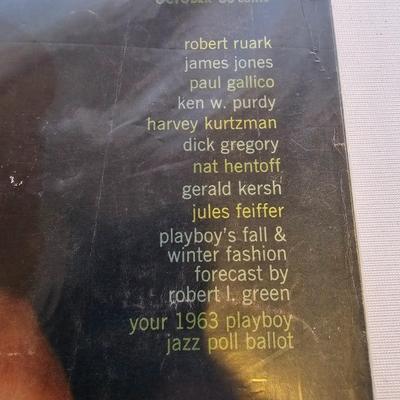 october
robert ruark
james jones
paul gallico
ken w. purdy
harvey kurtzman
dick gregory
nat hentoff
gerald kersh
jules feiffer
playboy's fall &
winter fashion
forecast by
robert l. green
your 1963 playboy
jazz poll ballot